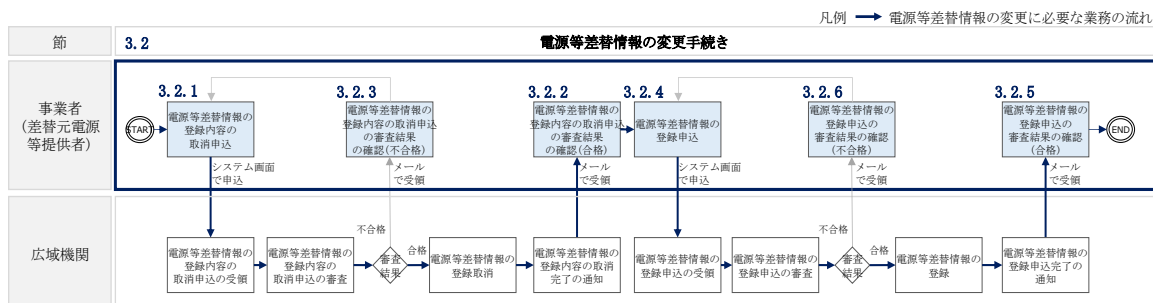 凡例 電源等差替情報の変更に必要な業務の流れ
節
3.2
電源等差替情報の変更手続き
事業者
(差替元電源
等提供者)
START
3.2.1
電源等差替情報の
登録内容の
取消申込
3.2.3
電源等差替情報の
登録内容の取消申込
の審査結果
の確認(不合格)
3.2.2
電源等差替情報の
登録内容の取消申込
の審査結果の
確認(合格)
3.2.4
電源等差替情報の
登録申込
3.2.6
電源等差替情報の
登録申込の
審査結果の確認
(不合格)
3.2.5
電源等差替情報の
登録申込の
審査結果の確認
(合格)
END
システム画面
で申込
メール
で受領
メール
で受領
システム画面
で申込
メール
で受領
メール
で受領
広域機関
電源等差替情報の
登録内容の
取消申込の受領
電源等差替情報の
登録内容の
取消申込の審査
不合格
審査
結果
合格
電源等差替情報の
登録取消
電源等差替情報の
登録内容の取消
完了の通知
電源等差替情報の
登録申込の受領
電源等差替情報の
登録申込の審査
不合格
審査
結果
合格
電源等差替情報の
登録
電源等差替情報の
登録申込完了の
通知